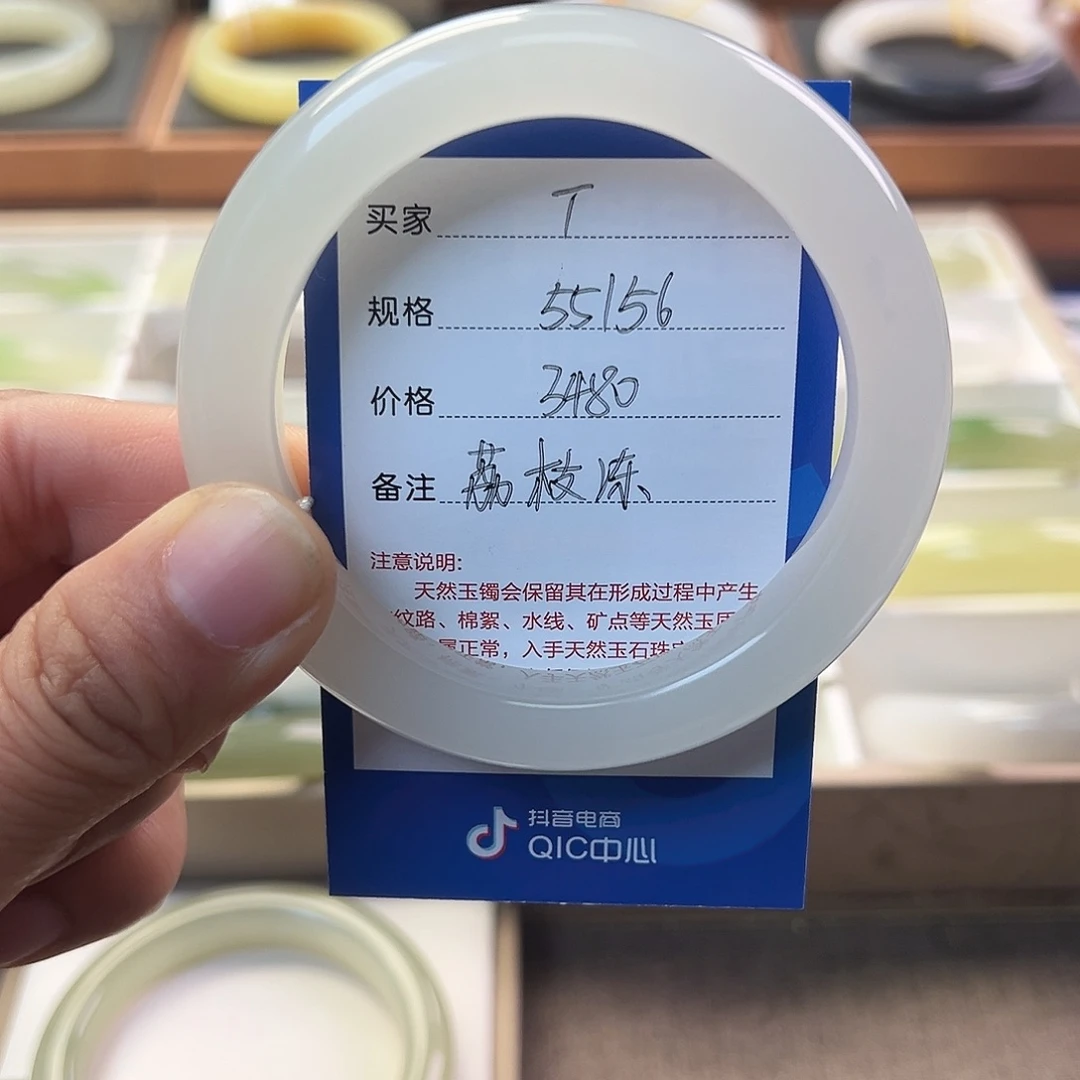 买家 T
规格 55156
价格 3480
备注 荔枝冻
注意说明:
天然玉镯会保留其在形成过程中产生
纹路、棉絮、水线、矿点等天然玉质
属正常，入手天然玉石珠宝
抖音电商
QIC中心